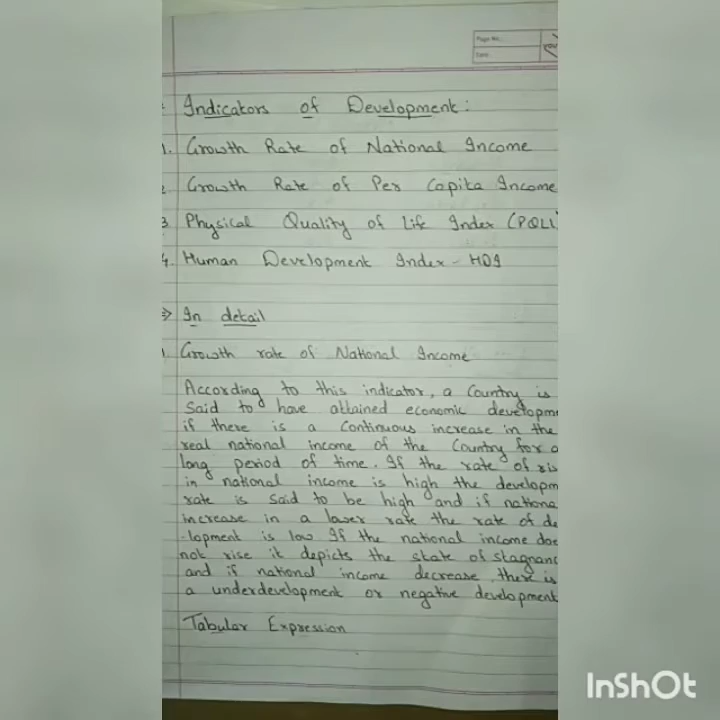 Page No.:
Date:
Indicators of Development:
1. Growth Rate of National Income
2. Growth Rate of Per Capita Income
3 Physical Quality of Life Index (PQLI)
4. Human Development Index - HDI
⇒ In detail
1. Growth rate of National Income
According to this indicator, a Country is
said to have attained economic developm
if there is a continuous increase in the
real national income of the Country for a
long period of time. If the rate of ris
in national income is high the developm
rate is said to be high and if nationa
increase in a lawer rate the rate of de
-lopment is low If the national income doe
not rise it depicts the state of stagnanc
and if national income decrease, there is
a underdevelopment or negative development
Tabular Expression
InShOt